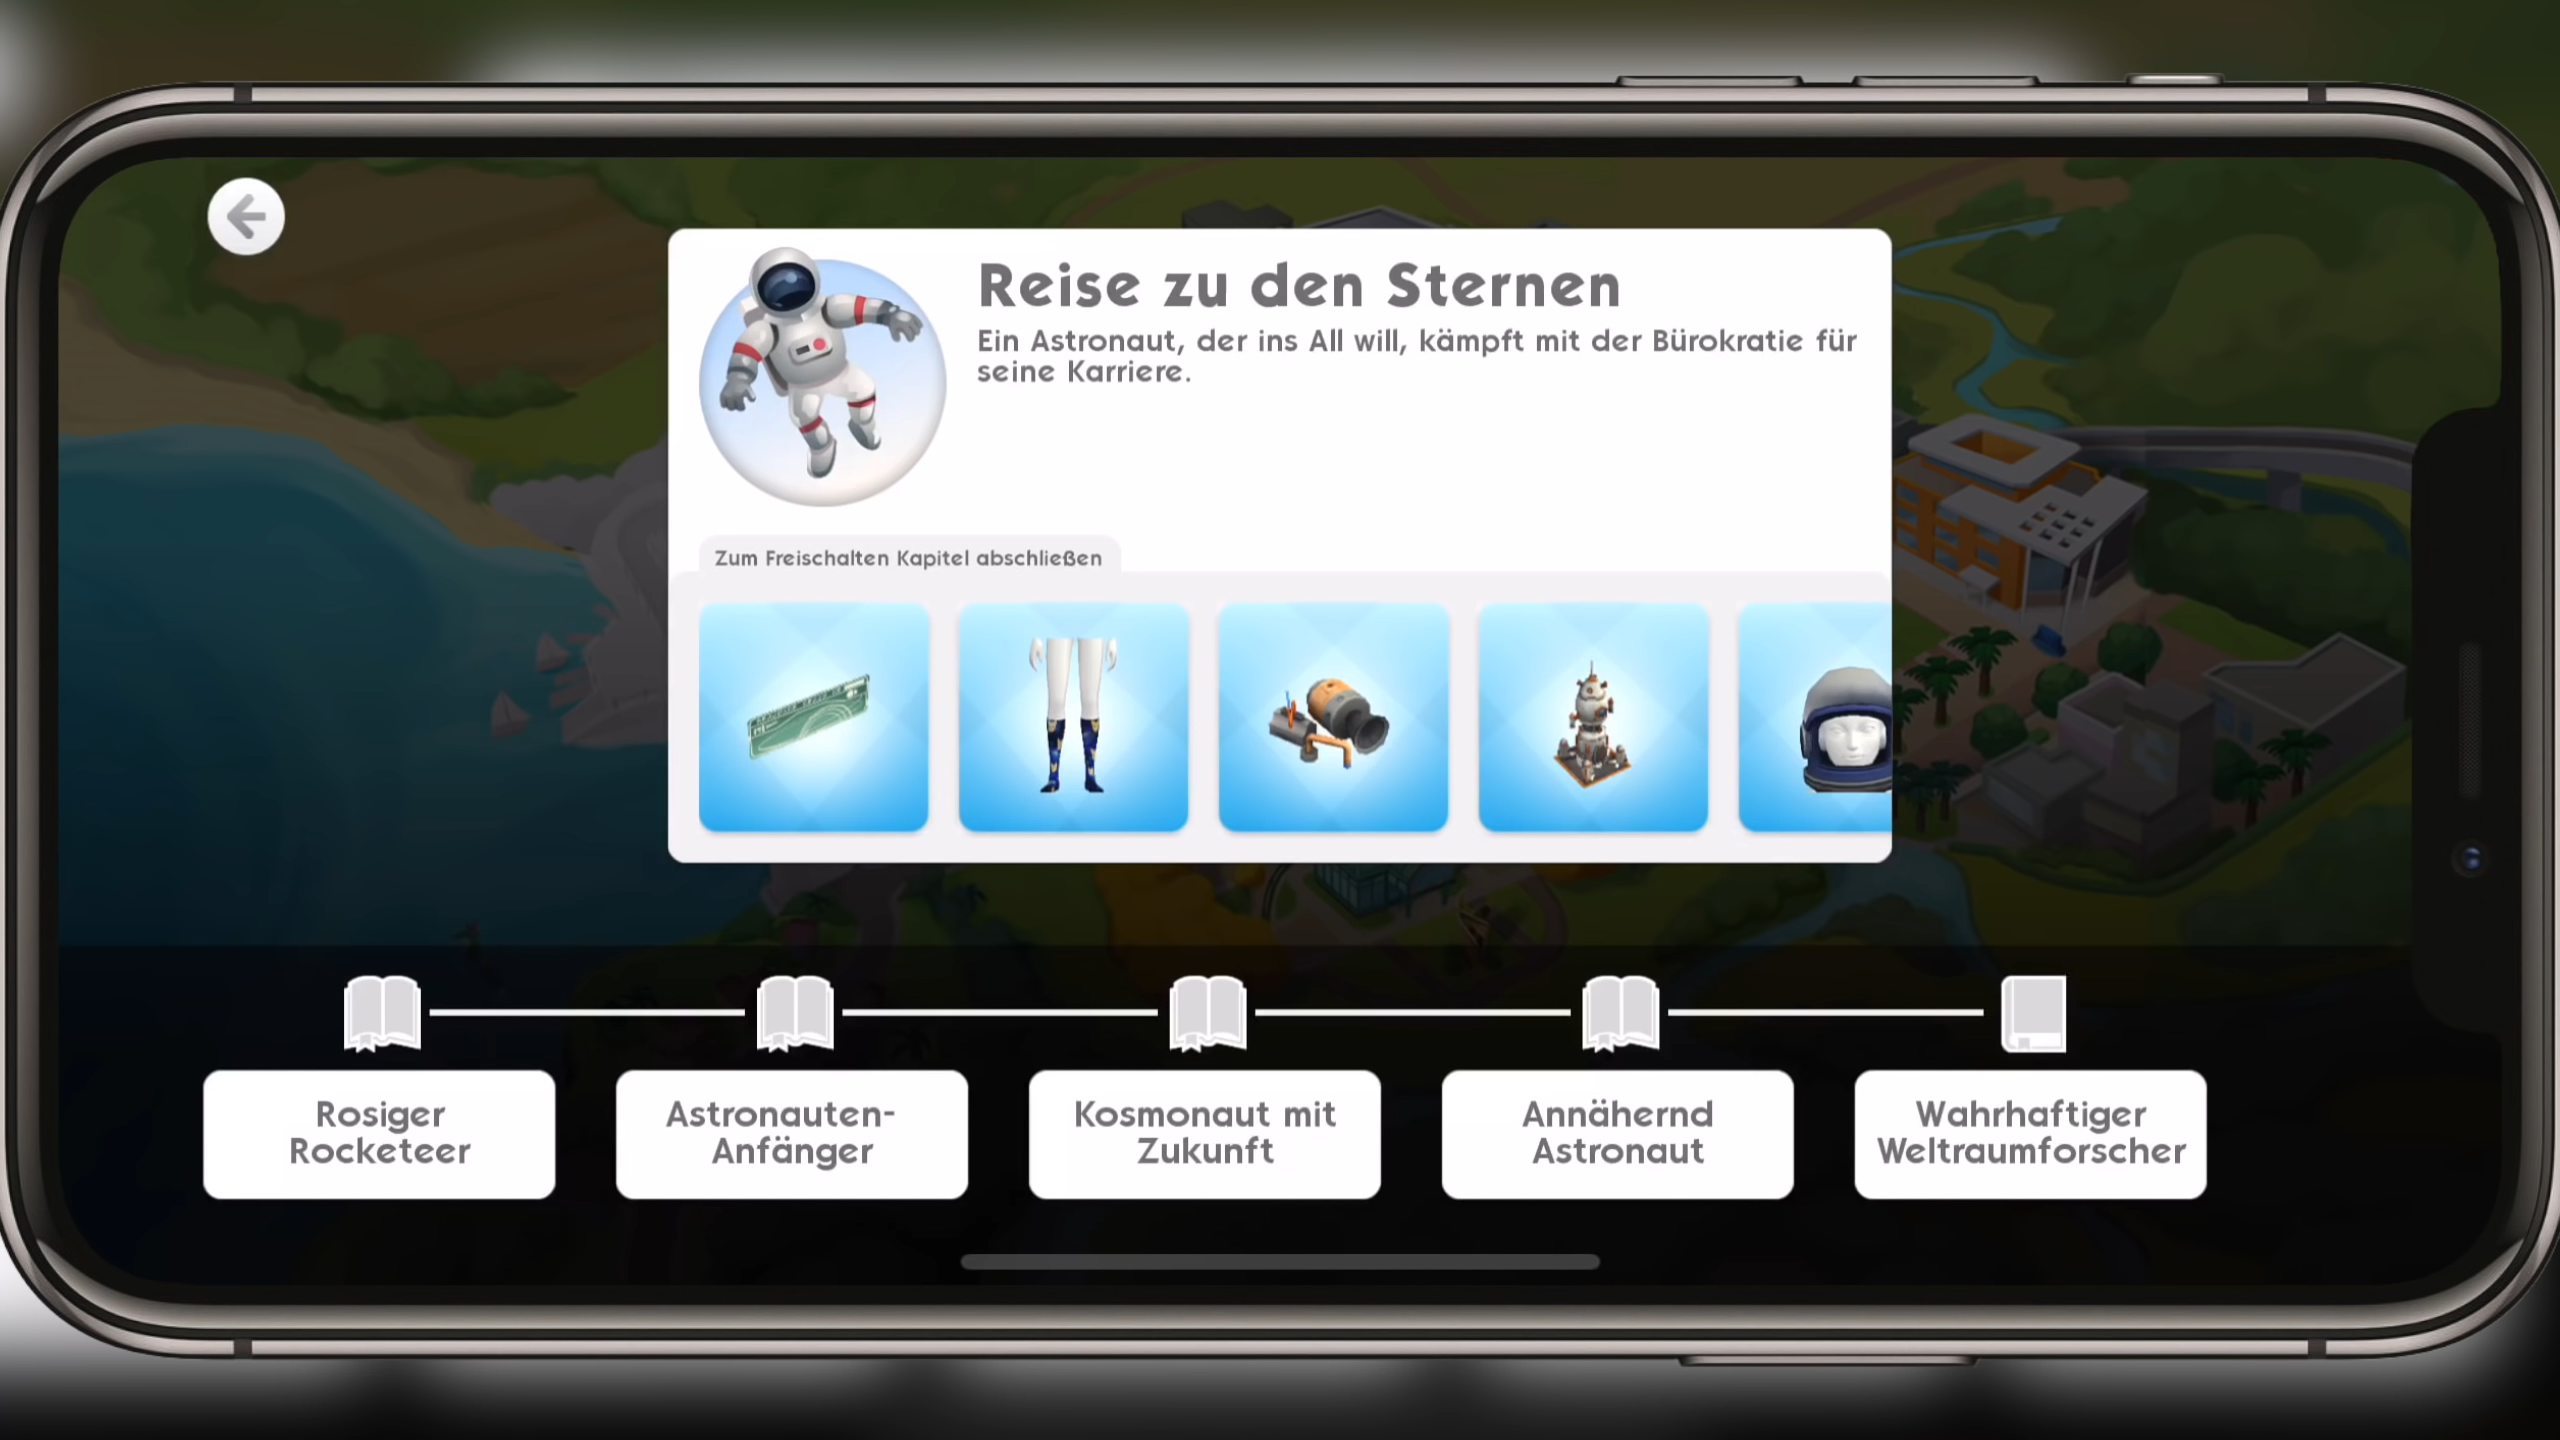 Reise zu den Sternen
Ein Astronaut, der ins All will, kämpft mit der Bürokratie für
seine Karriere.
Zum Freischalten Kapitel abschließen
Rosiger
Rocketeer
Astronauten-
Anfänger
Kosmonaut mit
Zukunft
Annähernd
Astronaut
Wahrhaftiger
Weltraumforscher